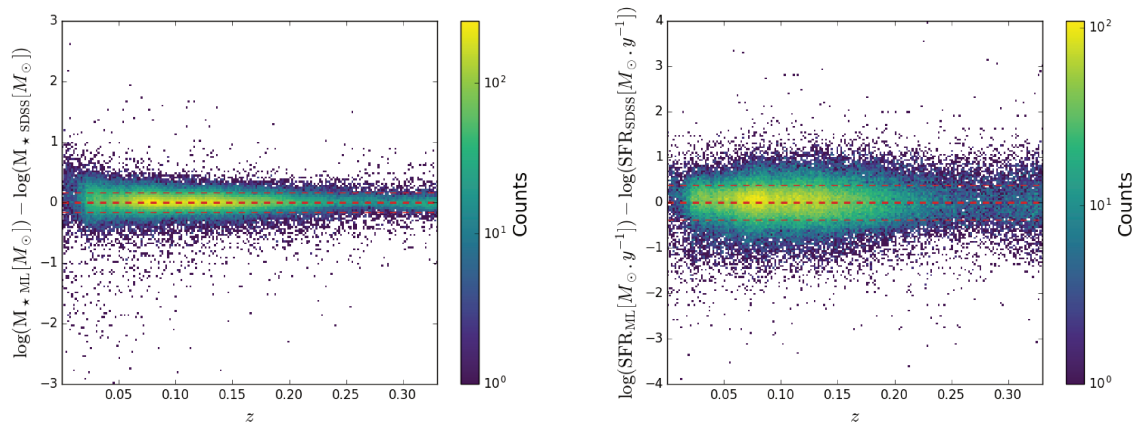 log(M⋆ ML[M⊙]) − log(M⋆ SDSS[M⊙])
3
2
1
0
−1
−2
−3
0.05 0.10 0.15 0.20 0.25 0.30
z
10²
10¹
10⁰
Counts
log(SFR_ML[M⊙.y⁻¹]) − log(SFR_SDSS[M⊙.y⁻¹])
4
3
2
1
0
−1
−2
−3
−4
0.05 0.10 0.15 0.20 0.25 0.30
z
10²
10¹
10⁰
Counts